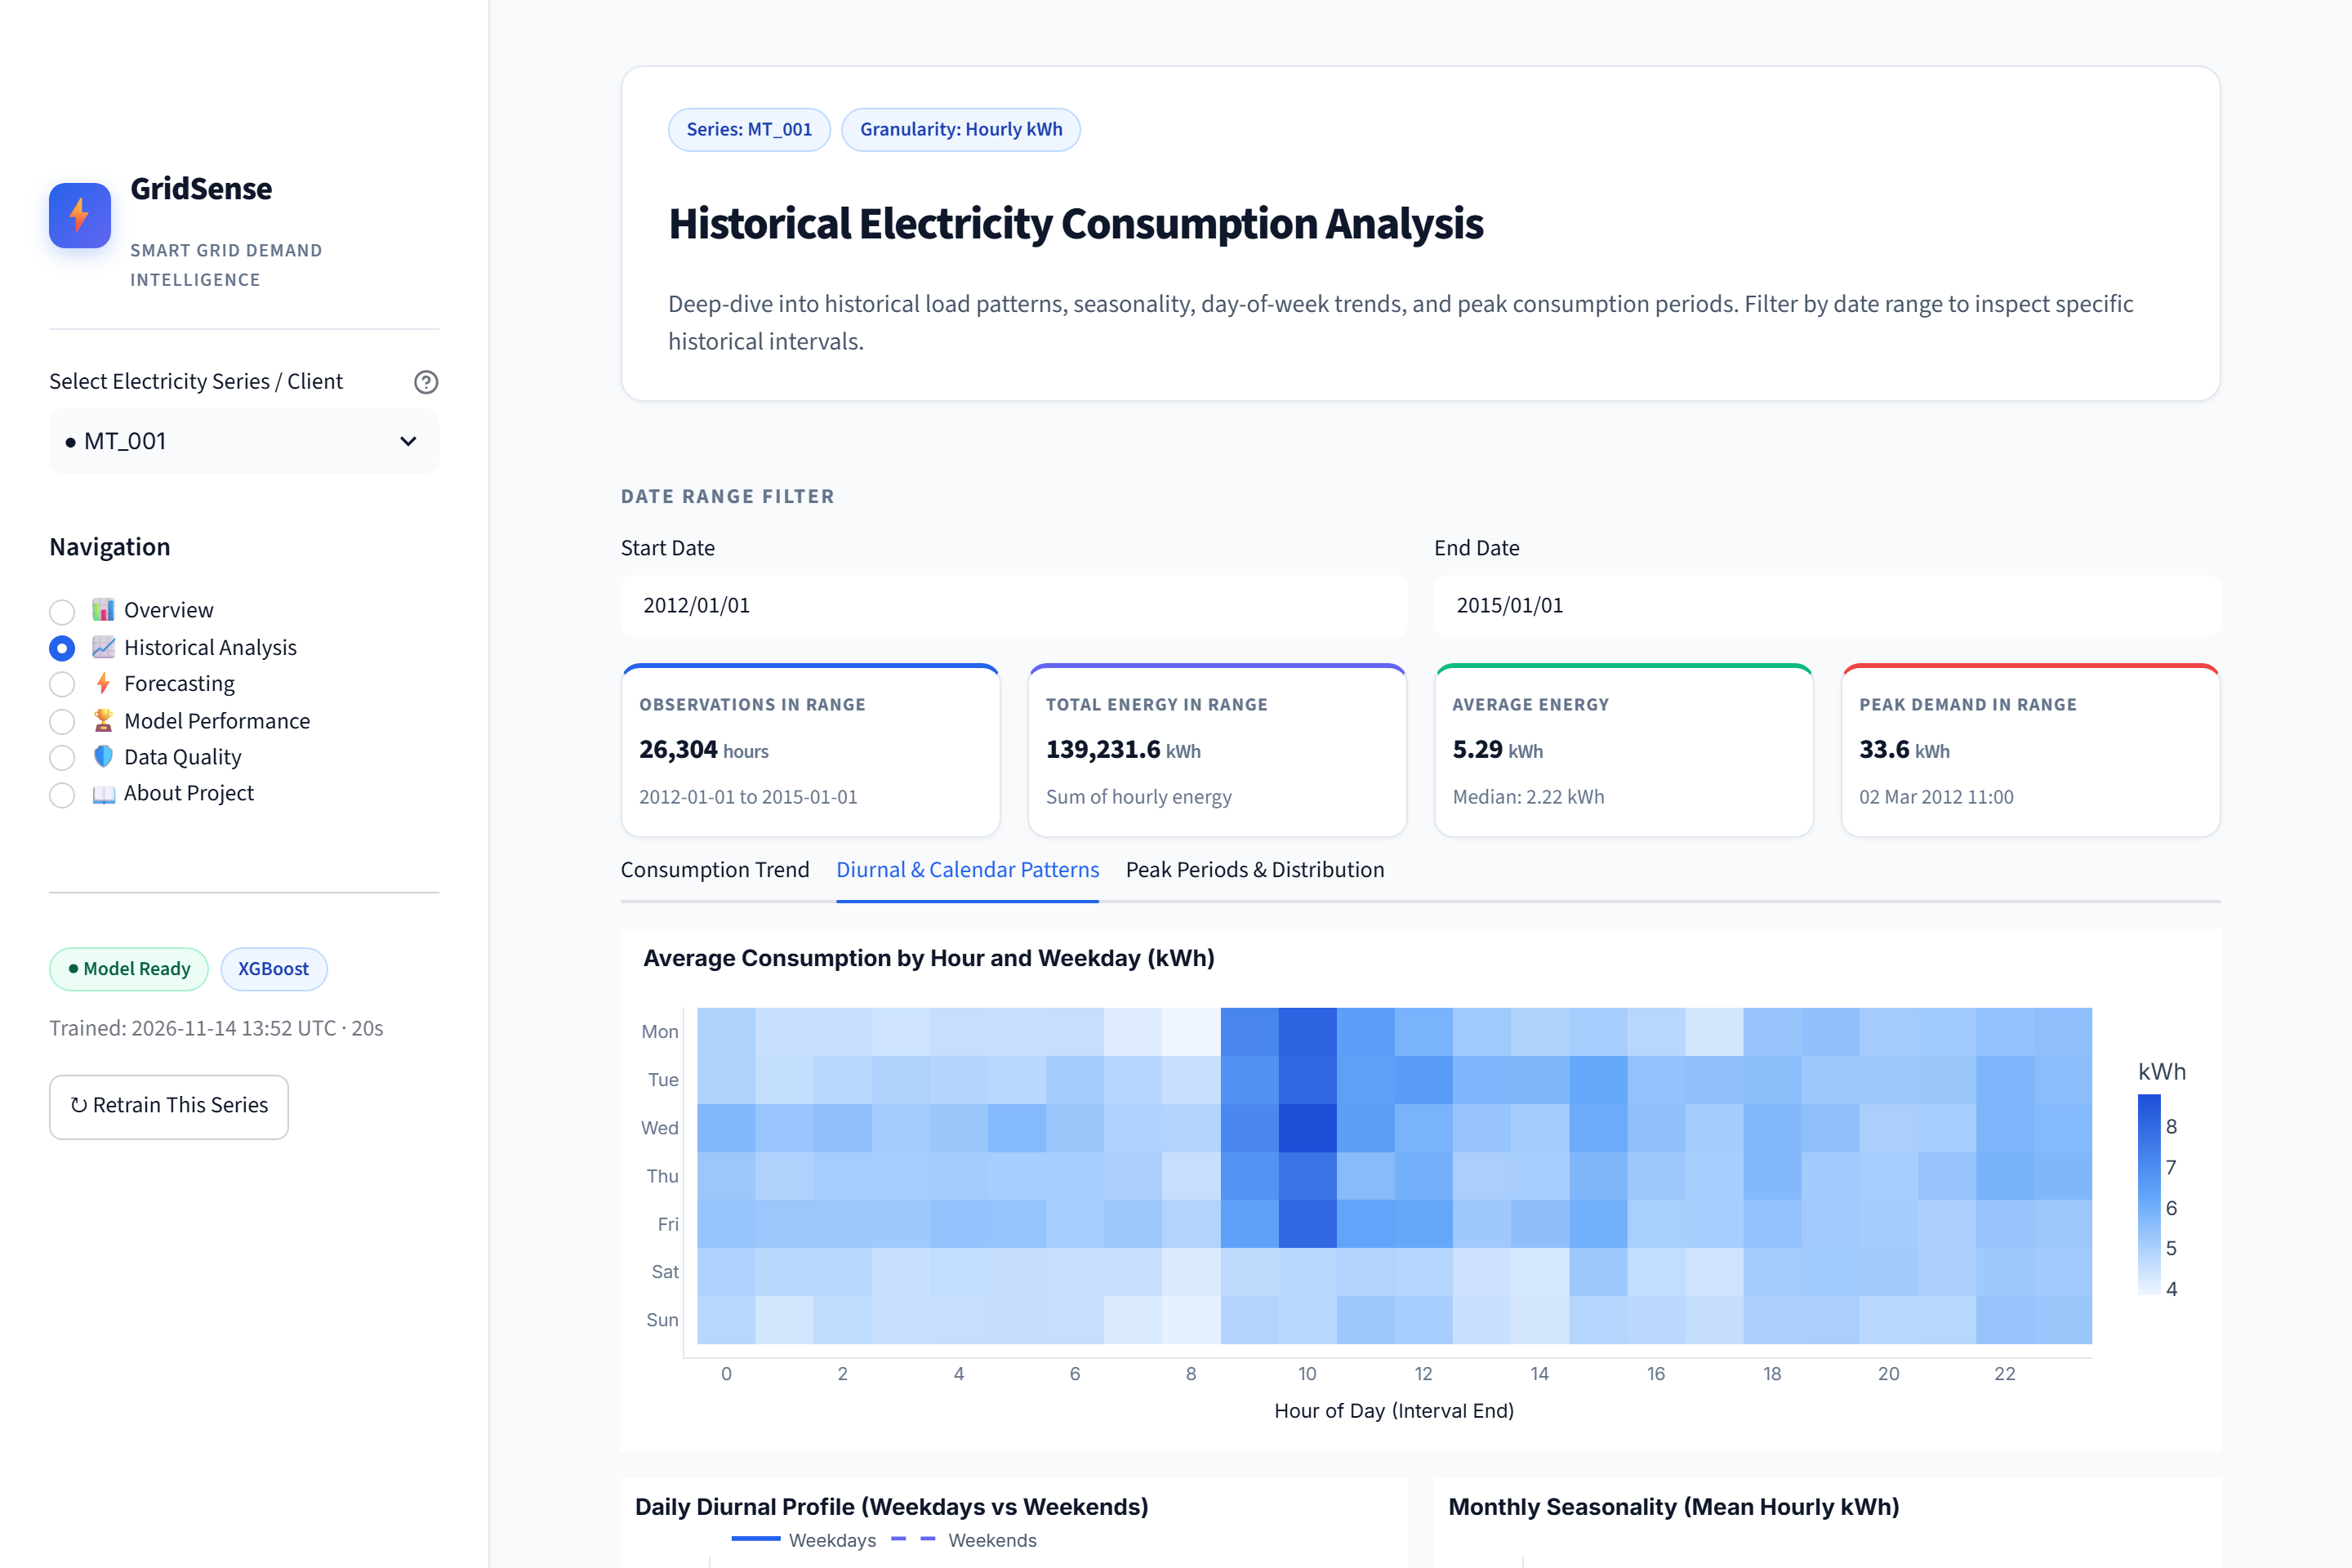 GridSense
SMART GRID DEMAND
INTELLIGENCE
Select Electricity Series / Client
● MT_001
Navigation
Overview
Historical Analysis
Forecasting
Model Performance
Data Quality
About Project
● Model Ready
XGBoost
Trained: 2026-11-14 13:52 UTC · 20s
↻ Retrain This Series
Series: MT_001
Granularity: Hourly kWh
Historical Electricity Consumption Analysis
Deep-dive into historical load patterns, seasonality, day-of-week trends, and peak consumption periods. Filter by date range to inspect specific
historical intervals.
DATE RANGE FILTER
Start Date
End Date
2012/01/01
2015/01/01
OBSERVATIONS IN RANGE
26,304 hours
2012-01-01 to 2015-01-01
TOTAL ENERGY IN RANGE
139,231.6 kWh
Sum of hourly energy
AVERAGE ENERGY
5.29 kWh
Median: 2.22 kWh
PEAK DEMAND IN RANGE
33.6 kWh
02 Mar 2012 11:00
Consumption Trend
Diurnal & Calendar Patterns
Peak Periods & Distribution
Average Consumption by Hour and Weekday (kWh)
Mon
Tue
Wed
Thu
Fri
Sat
Sun
0 2 4 6 8 10 12 14 16 18 20 22
Hour of Day (Interval End)
kWh
8
7
6
5
4
Daily Diurnal Profile (Weekdays vs Weekends)
Weekdays
Weekends
Monthly Seasonality (Mean Hourly kWh)